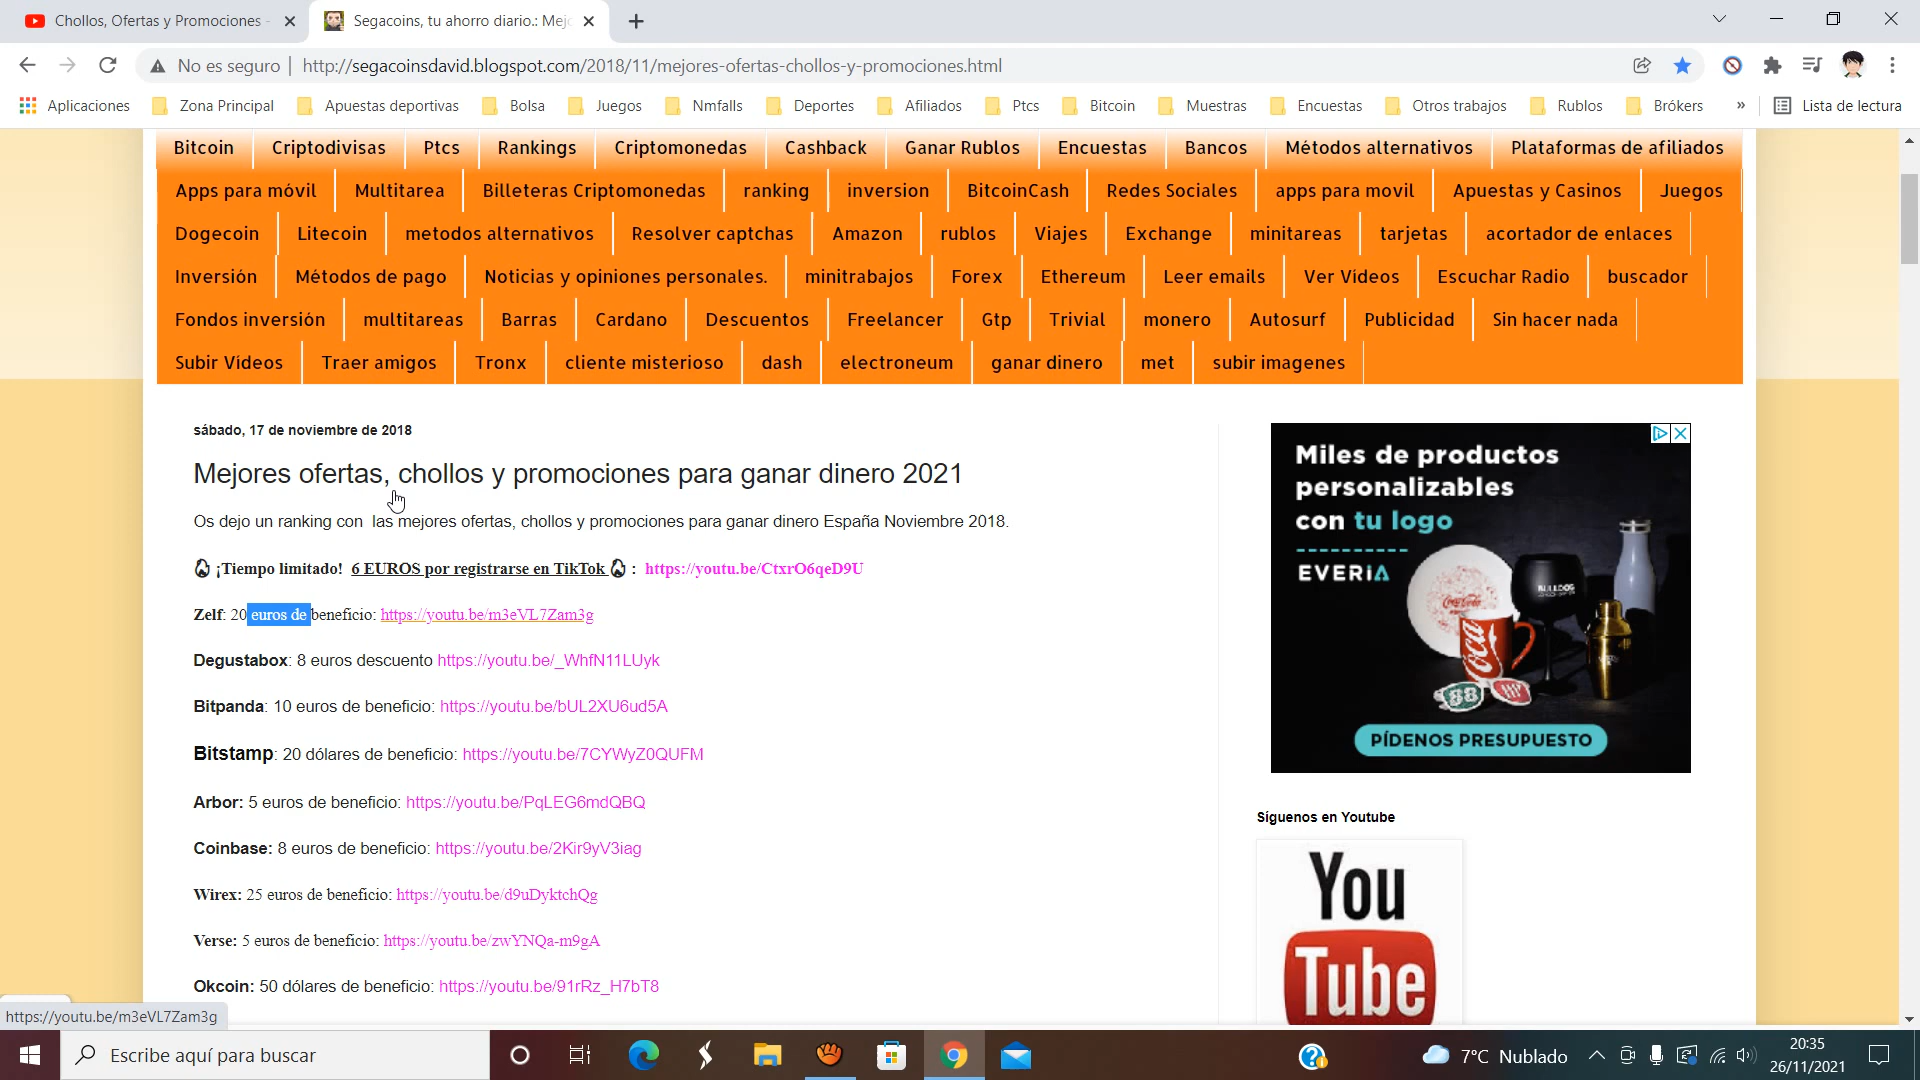 Chollos, Ofertas y Promociones -
Segacoins, tu ahorro diario.: Mejo
No es seguro | http://segacoinsdavid.blogspot.com/2018/11/mejores-ofertas-chollos-y-promociones.html
Aplicaciones Zona Principal Apuestas deportivas Bolsa Juegos Nmfalls Deportes Afiliados Ptcs Bitcoin Muestras Encuestas Otros trabajos Rublos Brókers » Lista de lectura
Bitcoin Criptodivisas Ptcs Rankings Criptomonedas Cashback Ganar Rublos Encuestas Bancos Métodos alternativos Plataformas de afiliados
Apps para móvil Multitarea Billeteras Criptomonedas ranking inversion BitcoinCash Redes Sociales apps para movil Apuestas y Casinos Juegos
Dogecoin Litecoin metodos alternativos Resolver captchas Amazon rublos Viajes Exchange minitareas tarjetas acortador de enlaces
Inversión Métodos de pago Noticias y opiniones personales. minitrabajos Forex Ethereum Leer emails Ver Vídeos Escuchar Radio buscador
Fondos inversión multitareas Barras Cardano Descuentos Freelancer Gtp Trivial monero Autosurf Publicidad Sin hacer nada
Subir Vídeos Traer amigos Tronx cliente misterioso dash electroneum ganar dinero met subir imagenes
sábado, 17 de noviembre de 2018
Mejores ofertas, chollos y promociones para ganar dinero 2021
Os dejo un ranking con las mejores ofertas, chollos y promociones para ganar dinero España Noviembre 2018.
¡Tiempo limitado! 6 EUROS por registrarse en TikTok : https://youtu.be/CtxrO6qeD9U
Zelf: 20 euros de beneficio: https://youtu.be/m3eVL7Zam3g
Degustabox: 8 euros descuento https://youtu.be/_WhfN11LUyk
Bitpanda: 10 euros de beneficio: https://youtu.be/bUL2XU6ud5A
Bitstamp: 20 dólares de beneficio: https://youtu.be/7CYWyZ0QUFM
Arbor: 5 euros de beneficio: https://youtu.be/PqLEG6mdQBQ
Coinbase: 8 euros de beneficio: https://youtu.be/2Kir9yV3iag
Wirex: 25 euros de beneficio: https://youtu.be/d9uDyktchQg
Verse: 5 euros de beneficio: https://youtu.be/zwYNQa-m9gA
Okcoin: 50 dólares de beneficio: https://youtu.be/91rRz_H7bT8
Miles de productos
personalizables
con tu logo
EVERIA
BULLDOG
Coca-Cola
88
PÍDENOS PRESUPUESTO
Síguenos en Youtube
You
Tube
https://youtu.be/m3eVL7Zam3g
Escribe aquí para buscar
7°C Nublado
20:35
26/11/2021